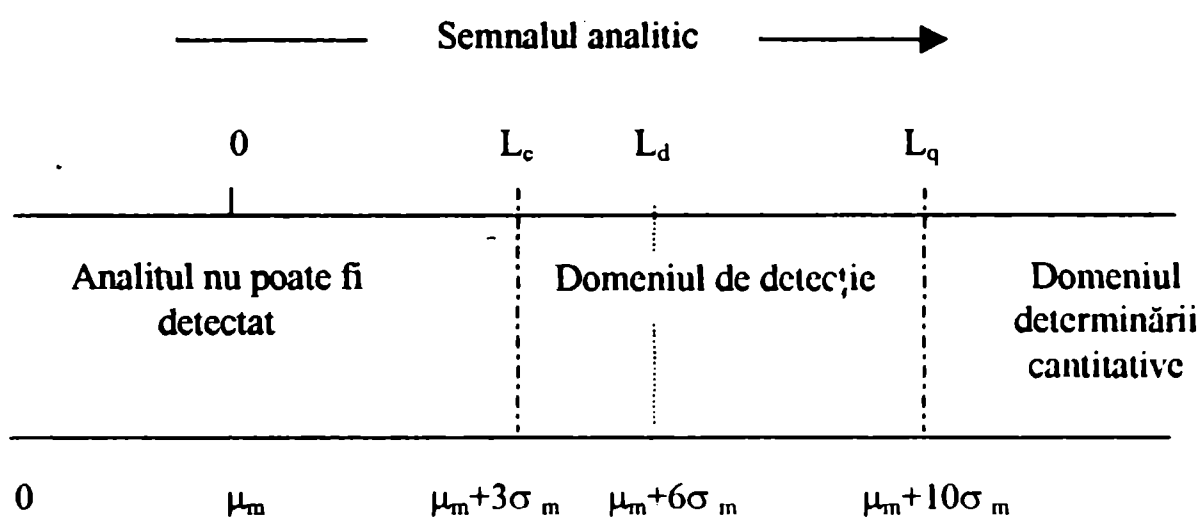 Semnalul analitic
0 L_c L_d L_q
Analitul nu poate fi Domeniul de detecție Domeniul
detectat determinării
cantitative
0 μ_m μ_m+3σ_m μ_m+6σ_m μ_m+10σ_m